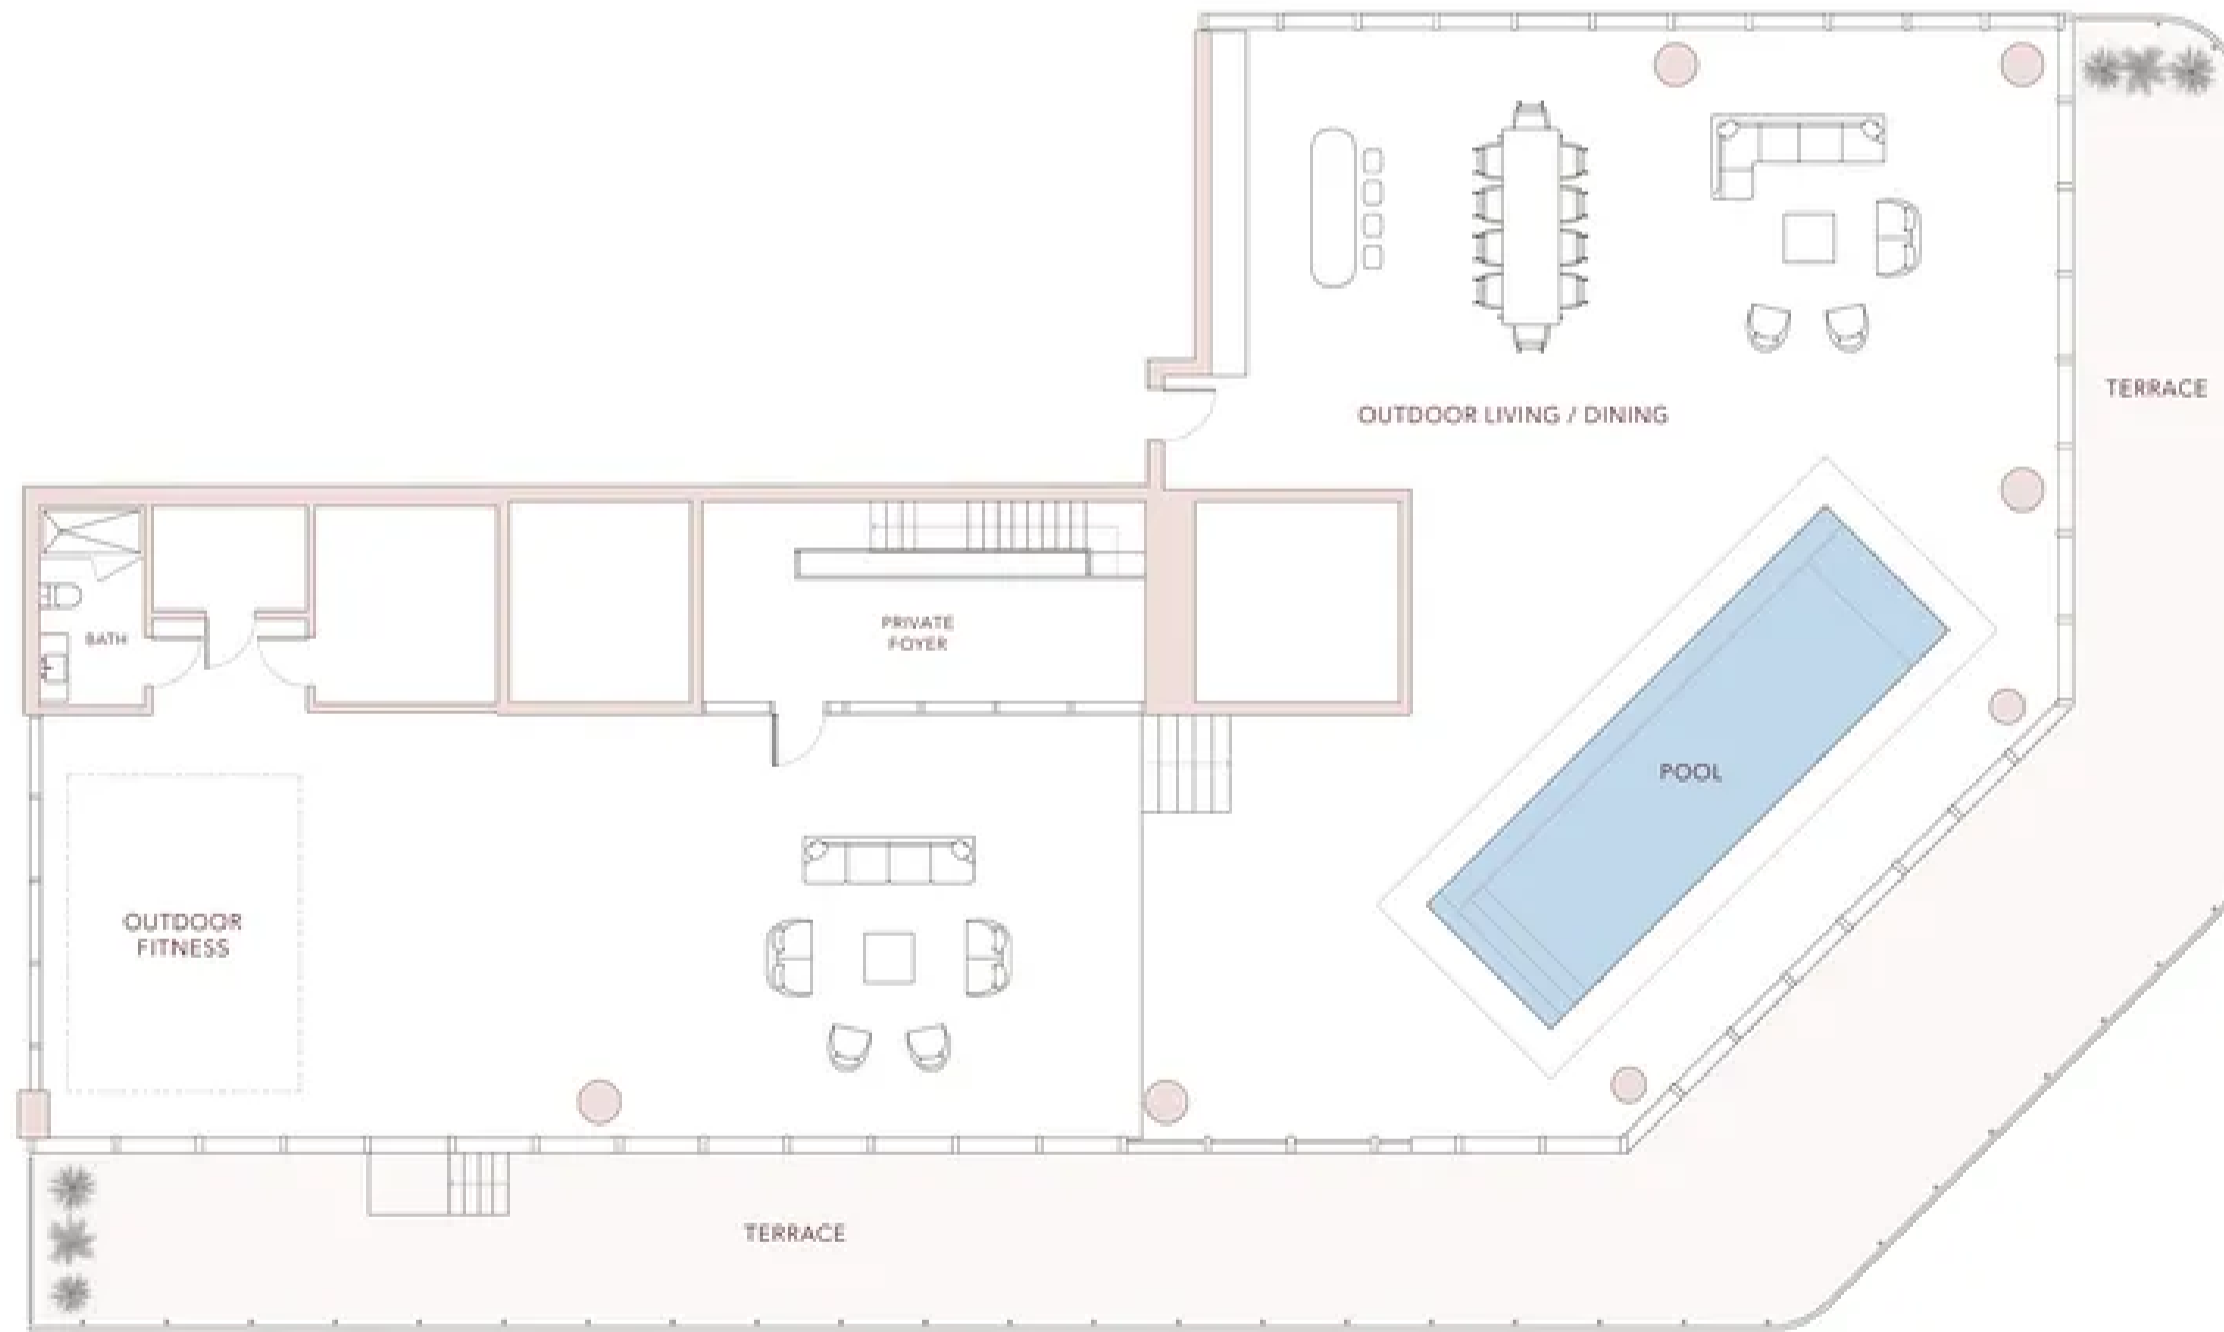 TERRACE
OUTDOOR LIVING / DINING
PRIVATE
FOYER
BATH
POOL
OUTDOOR
FITNESS
TERRACE